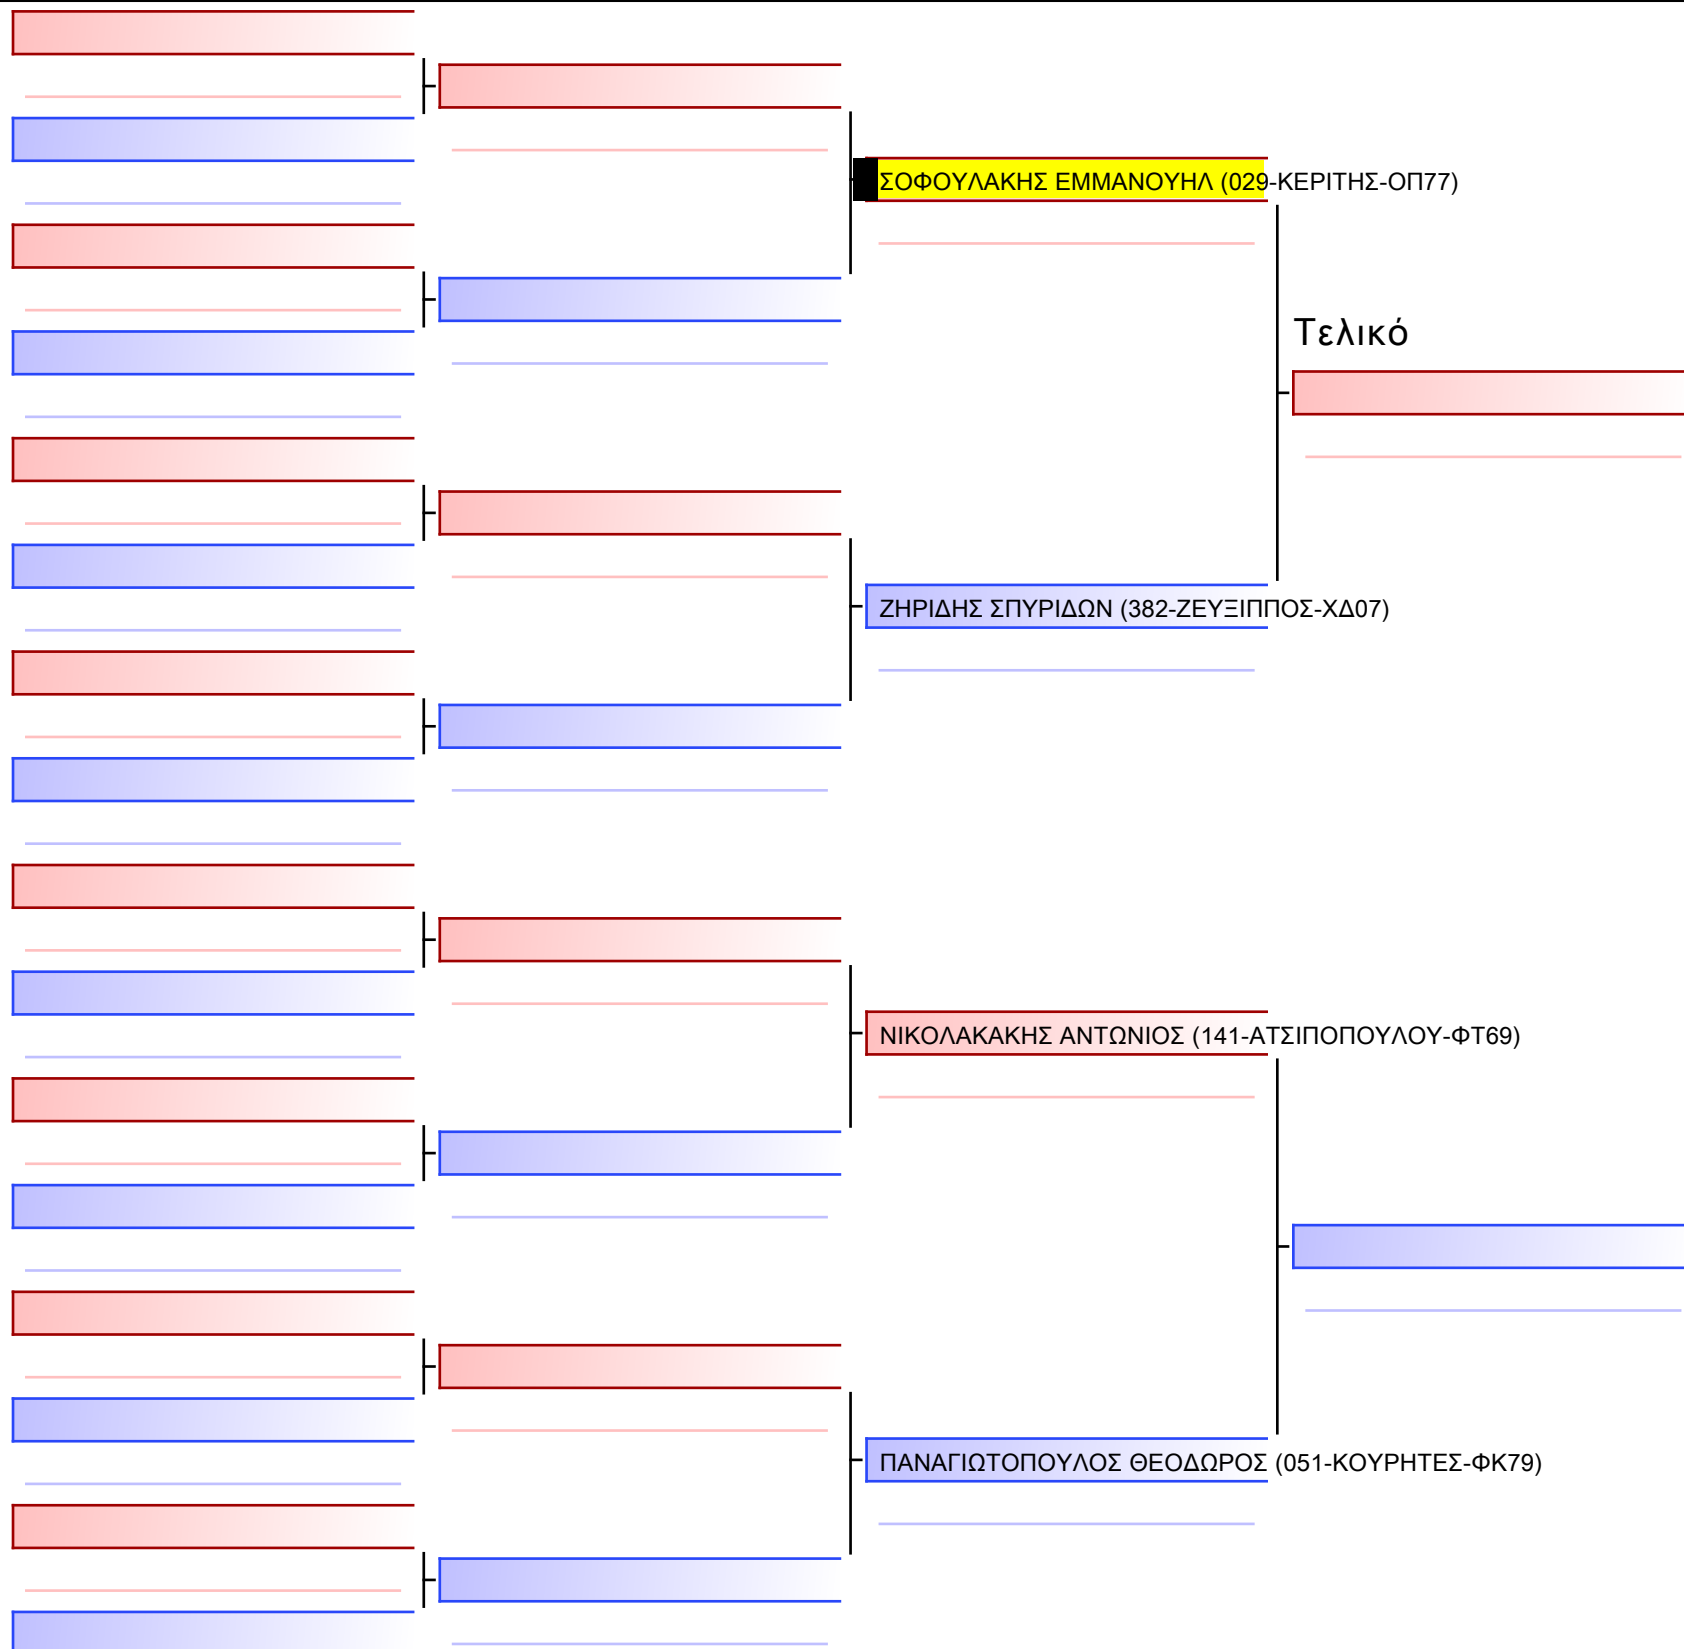 ΣΟΦΟΥΛΑΚΗΣ ΕΜΜΑΝΟΥΗΛ (029-ΚΕΡΙΤΗΣ-ΟΠ77)
Τελικό
ΖΗΡΙΔΗΣ ΣΠΥΡΙΔΩΝ (382-ΖΕΥΞΙΠΠΟΣ-ΧΔ07)
ΝΙΚΟΛΑΚΑΚΗΣ ΑΝΤΩΝΙΟΣ (141-ΑΤΣΙΠΟΠΟΥΛΟΥ-ΦΤ69)
ΠΑΝΑΓΙΩΤΟΠΟΥΛΟΣ ΘΕΟΔΩΡΟΣ (051-ΚΟΥΡΗΤΕΣ-ΦΚ79)